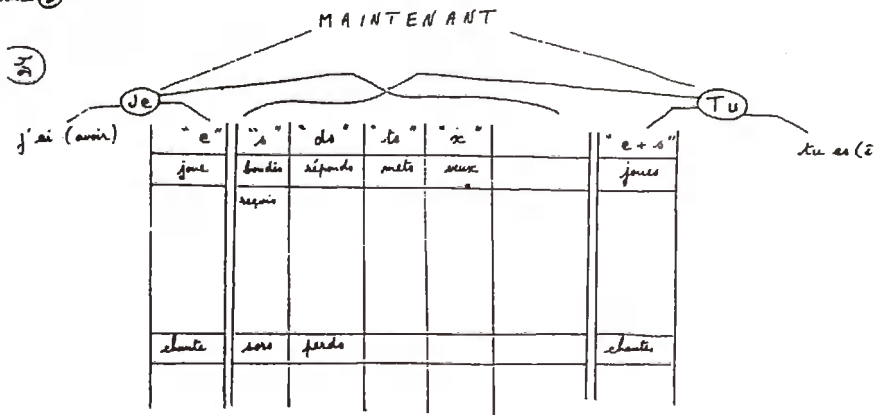 MAINTENANT
Je
Tu
j'ai (avoir)
tu es (ê
"e" "s" "ds" "ts" "x" "e + s"
joue bondis réponds mets veux joues
reçois
chante sors perds chantes